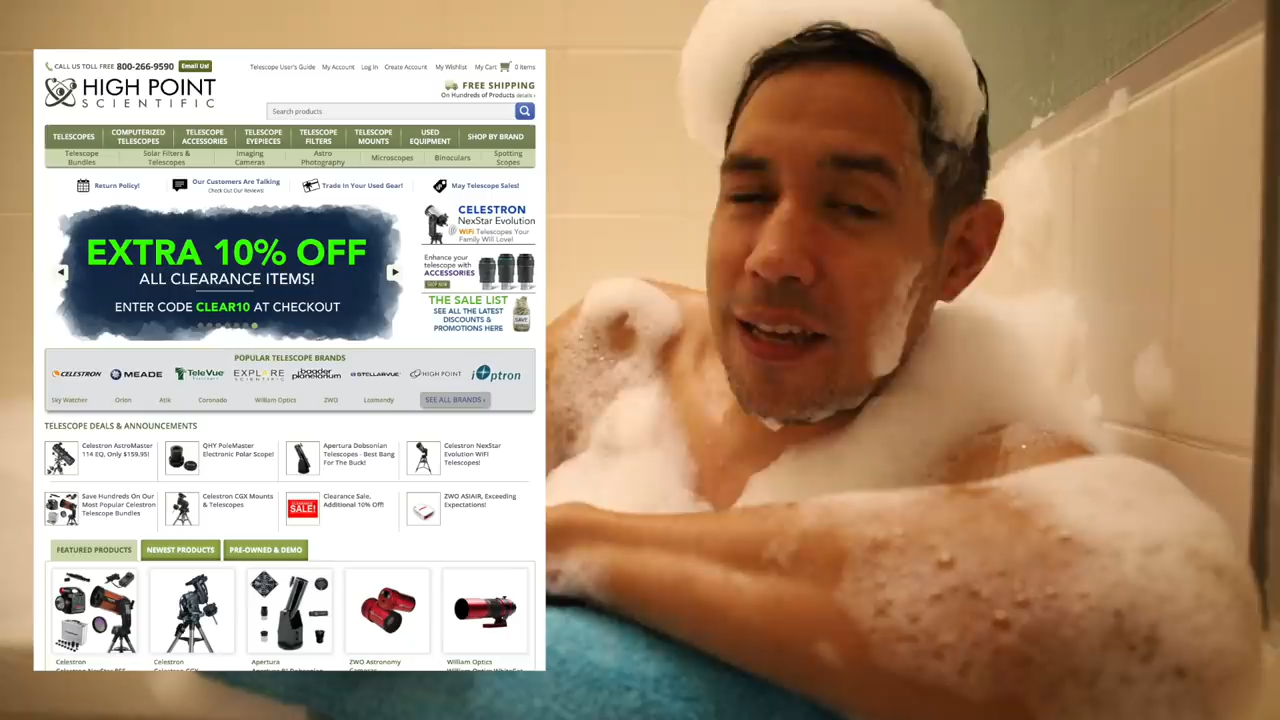 CALL US TOLL FREE 800-266-9590 Email Us!
Telescope User's Guide My Account Log in Create Account My Wishlist My Cart 0 Items
HIGH POINT
SCIENTIFIC
FREE SHIPPING
On Hundreds of Products details ›
Search products
TELESCOPES
COMPUTERIZED
TELESCOPES
TELESCOPE
ACCESSORIES
TELESCOPE
EYEPIECES
TELESCOPE
FILTERS
TELESCOPE
MOUNTS
USED
EQUIPMENT
SHOP BY BRAND
Telescope
Bundles
Solar Filters &
Telescopes
Imaging
Cameras
Astro
Photography
Microscopes
Binoculars
Spotting
Scopes
Return Policy!
Our Customers Are Talking
Check Out Our Reviews!
Trade In Your Used Gear!
May Telescope Sales!
EXTRA 10% OFF
ALL CLEARANCE ITEMS!
ENTER CODE CLEAR10 AT CHECKOUT
CELESTRON
NexStar Evolution
WiFi Telescopes Your
Family Will Love!
Enhance your
telescope with
ACCESSORIES
SHOP NOW
THE SALE LIST
SEE ALL THE LATEST
DISCOUNTS &
PROMOTIONS HERE
SAVE
POPULAR TELESCOPE BRANDS
CELESTRON MEADE TeleVue EXPLORE SCIENTIFIC baader planetarium STELLARVUE HIGH POINT iOptron
Sky Watcher Orion Atik Coronado William Optics ZWO Losmandy SEE ALL BRANDS ›
TELESCOPE DEALS & ANNOUNCEMENTS
Celestron AstroMaster
114 EQ, Only $159.95!
QHY PoleMaster
Electronic Polar Scope!
Apertura Dobsonian
Telescopes - Best Bang
For The Buck!
Celestron NexStar
Evolution WiFi
Telescopes!
Save Hundreds On Our
Most Popular Celestron
Telescope Bundles
Celestron CGX Mounts
& Telescopes
SALE!
Clearance Sale,
Additional 10% Off!
ZWO ASIAIR, Exceeding
Expectations!
FEATURED PRODUCTS NEWEST PRODUCTS PRE-OWNED & DEMO
Celestron
Celestron
Apertura
ZWO Astronomy
William Optics